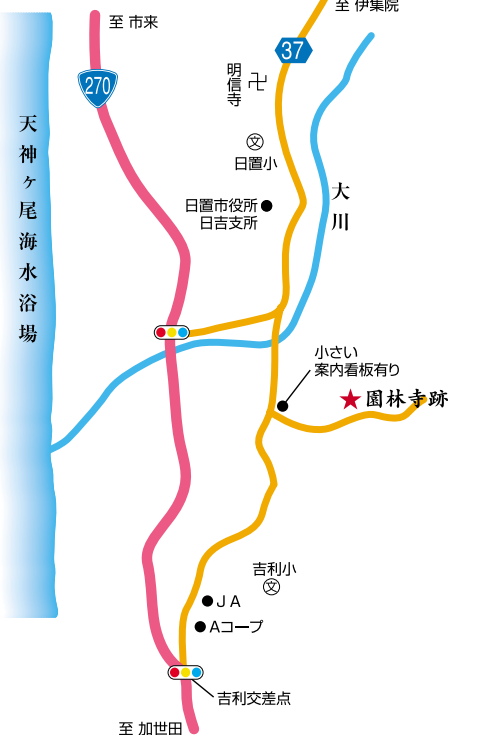 至 伊集院
至 市来
37
明信寺
270
文
日置小
天神ヶ尾海水浴場
大川
日置市役所
日吉支所
小さい
案内看板有り
園林寺跡
吉利小
文
JA
Aコープ
吉利交差点
至 加世田